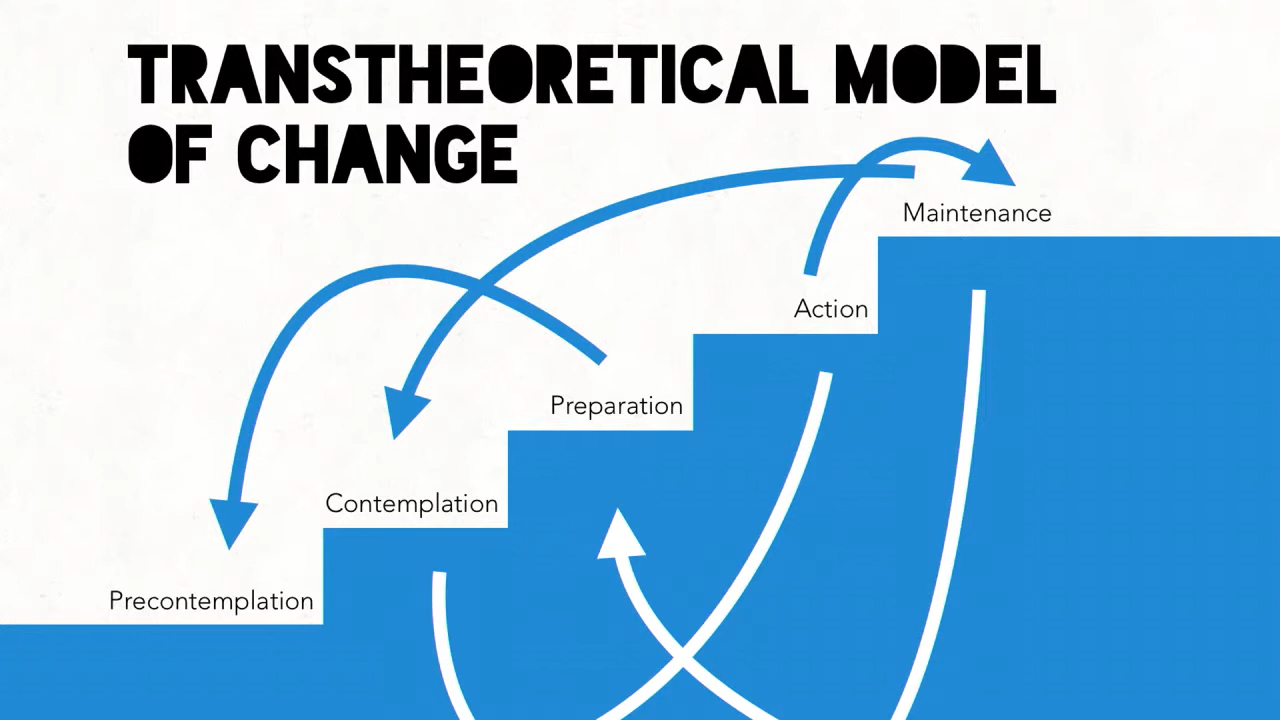 TRANSTHEORETICAL MODEL
OF CHANGE
Maintenance
Action
Preparation
Contemplation
Precontemplation